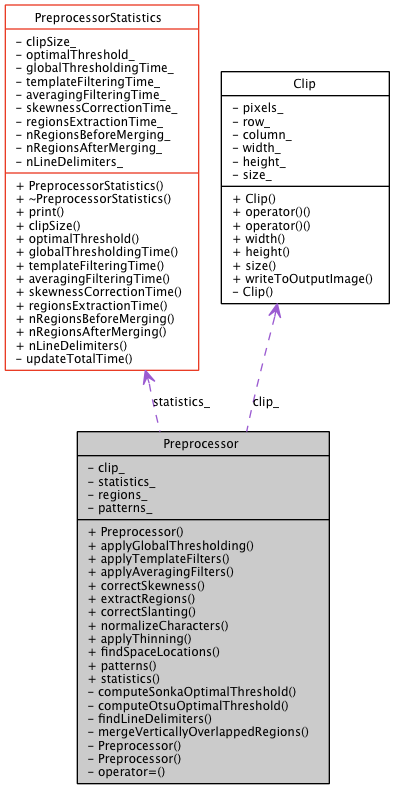 PreprocessorStatistics
- clipSize_
- optimalThreshold_
- globalThresholdingTime_
- templateFilteringTime_
- averagingFilteringTime_
- skewnessCorrectionTime_
- regionsExtractionTime_
- nRegionsBeforeMerging_
- nRegionsAfterMerging_
- nLineDelimiters_
+ PreprocessorStatistics()
+ ~PreprocessorStatistics()
+ print()
+ clipSize()
+ optimalThreshold()
+ globalThresholdingTime()
+ templateFilteringTime()
+ averagingFilteringTime()
+ skewnessCorrectionTime()
+ regionsExtractionTime()
+ nRegionsBeforeMerging()
+ nRegionsAfterMerging()
+ nLineDelimiters()
- updateTotalTime()
Clip
- pixels_
- row_
- column_
- width_
- height_
- size_
+ Clip()
+ operator()()
+ operator()()
+ width()
+ height()
+ size()
+ writeToOutputImage()
- Clip()
statistics_
clip_
Preprocessor
- clip_
- statistics_
- regions_
- patterns_
+ Preprocessor()
+ applyGlobalThresholding()
+ applyTemplateFilters()
+ applyAveragingFilters()
+ correctSkewness()
+ extractRegions()
+ correctSlanting()
+ normalizeCharacters()
+ applyThinning()
+ findSpaceLocations()
+ patterns()
+ statistics()
- computeSonkaOptimalThreshold()
- computeOtsuOptimalThreshold()
- findLineDelimiters()
- mergeVerticallyOverlappedRegions()
- Preprocessor()
- Preprocessor()
- operator=()